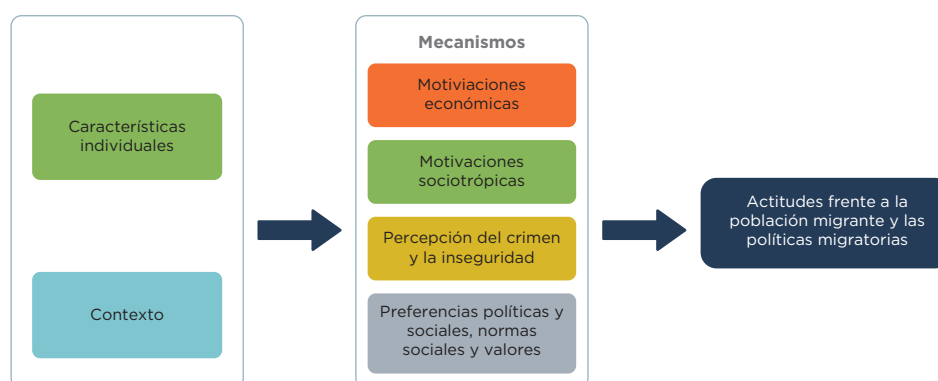 Características
individuales
Contexto
Mecanismos
Motiviaciones
económicas
Motivaciones
sociotrópicas
Percepción del crimen
y la inseguridad
Preferencias políticas y
sociales, normas
sociales y valores
Actitudes frente a la
población migrante y las
políticas migratorias